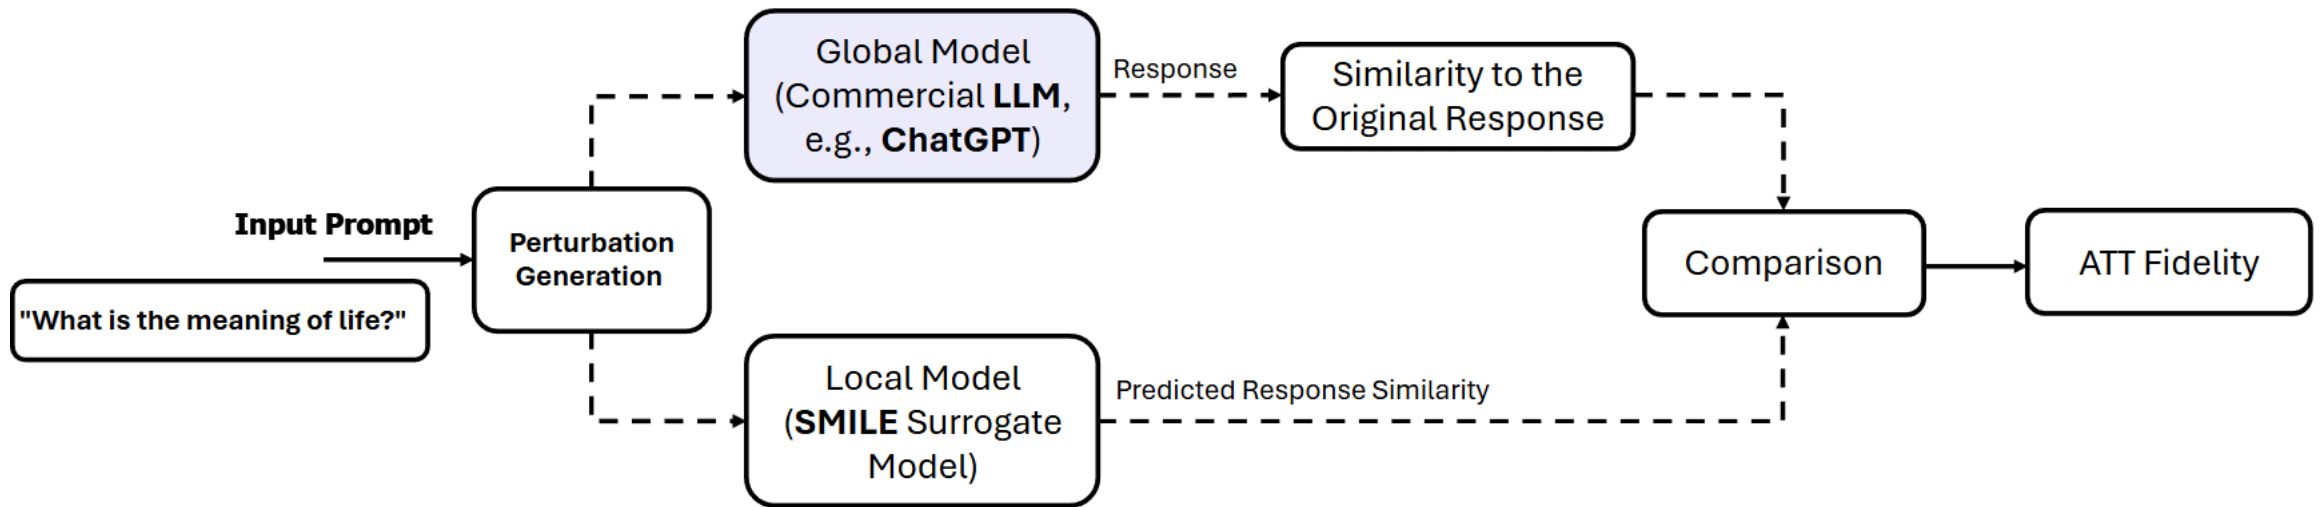 Input Prompt
"What is the meaning of life?"
Perturbation
Generation
Global Model
(Commercial LLM,
e.g., ChatGPT)
Response
Similarity to the
Original Response
Local Model
(SMILE Surrogate
Model)
Predicted Response Similarity
Comparison
ATT Fidelity